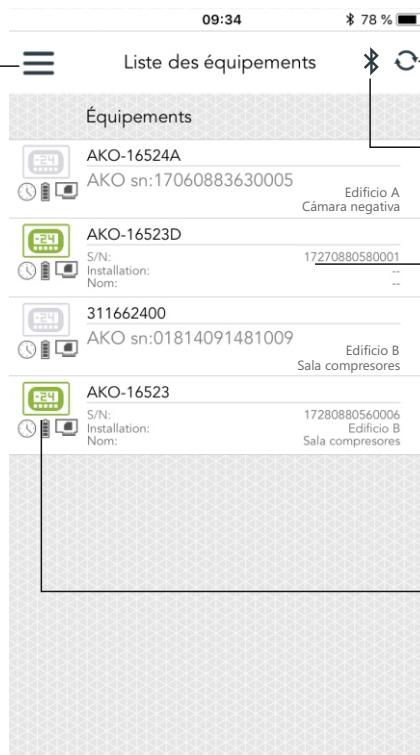 09:34
78 %
Liste des équipements
Équipements
AKO-16524A
AKO sn:17060883630005
Edificio A
Cámara negativa
AKO-16523D
S/N: 17270880580001
Installation: --
Nom: --
311662400
AKO sn:01814091481009
Edificio B
Sala compresores
AKO-16523
S/N: 17280880560006
Installation: Edificio B
Nom: Sala compresores